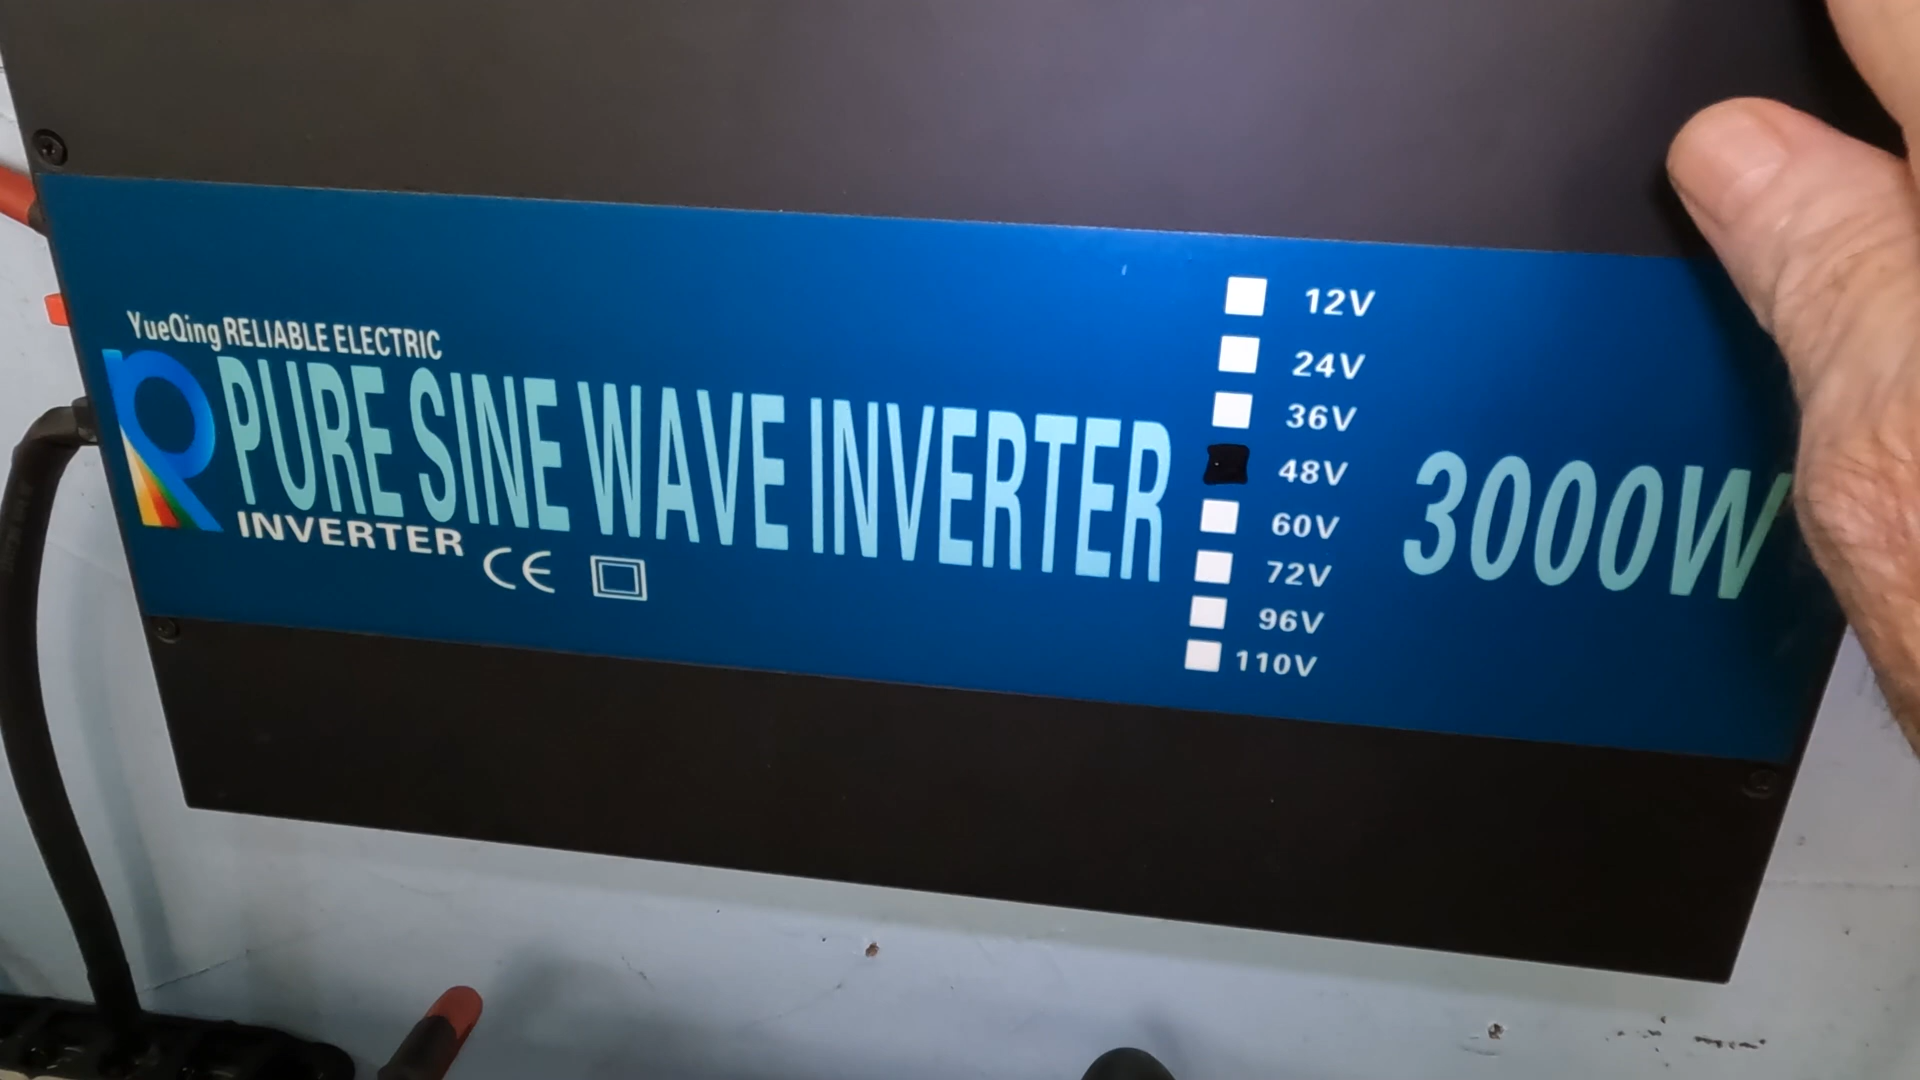 YueQing RELIABLE ELECTRIC
PURE SINE WAVE INVERTER
INVERTER
CE
12V
24V
36V
48V
60V
72V
96V
110V
3000W